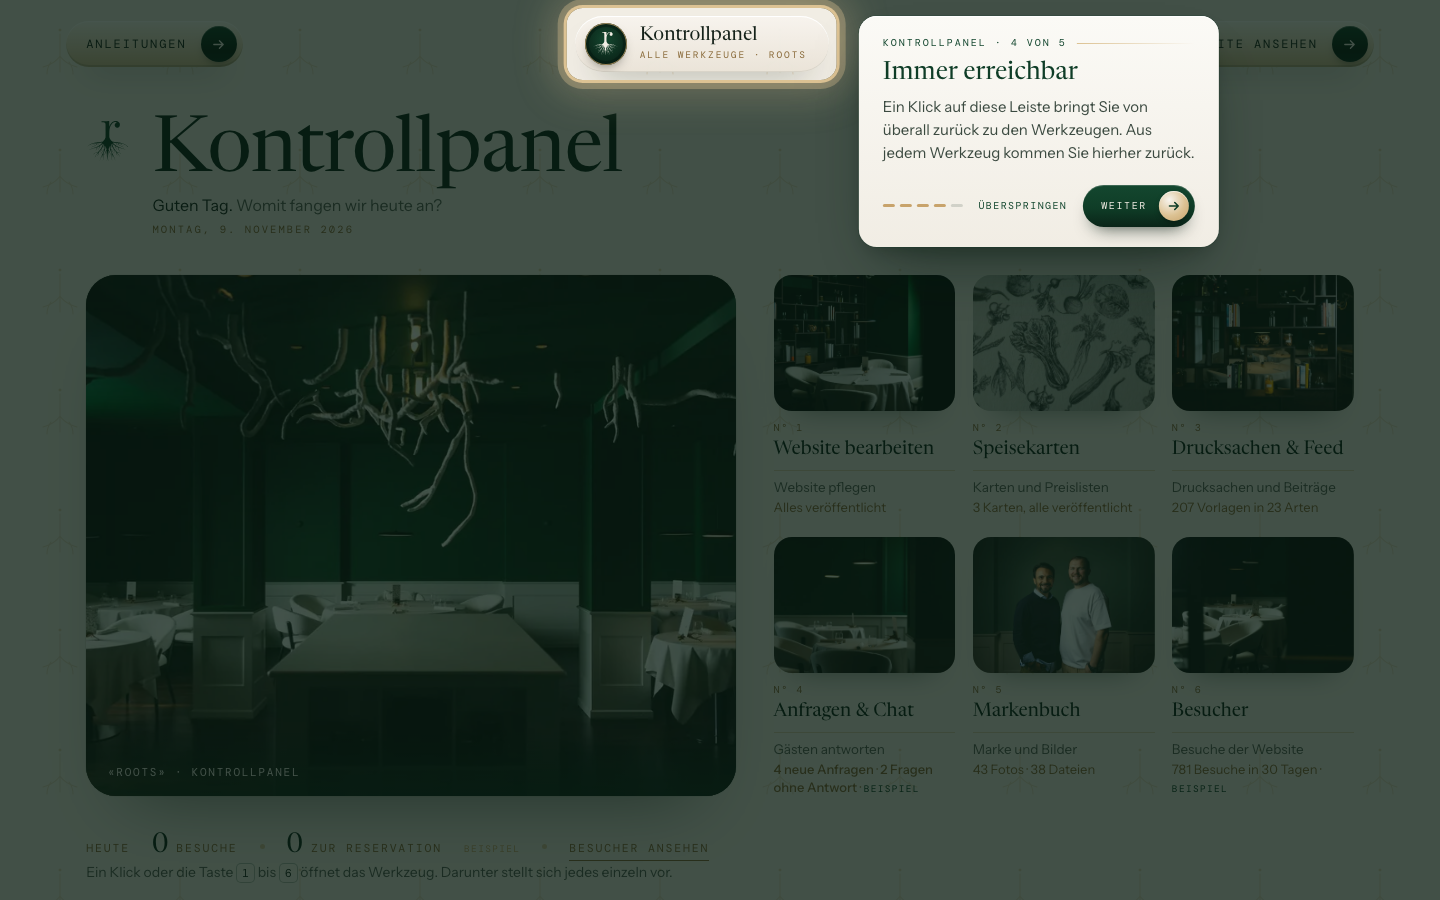 ANLEITUNGEN
Kontrollpanel
ALLE WERKZEUGE · ROOTS
ITE ANSEHEN
KONTROLLPANEL · 4 VON 5
Immer erreichbar
Ein Klick auf diese Leiste bringt Sie von
überall zurück zu den Werkzeugen. Aus
jedem Werkzeug kommen Sie hierher zurück.
ÜBERSPRINGEN
WEITER
Kontrollpanel
Guten Tag. Womit fangen wir heute an?
MONTAG, 9. NOVEMBER 2026
«ROOTS» · KONTROLLPANEL
N° 1
Website bearbeiten
Website pflegen
Alles veröffentlicht
N° 2
Speisekarten
Karten und Preislisten
3 Karten, alle veröffentlicht
N° 3
Drucksachen & Feed
Drucksachen und Beiträge
207 Vorlagen in 23 Arten
N° 4
Anfragen & Chat
Gästen antworten
4 neue Anfragen · 2 Fragen
ohne Antwort · BEISPIEL
N° 5
Markenbuch
Marke und Bilder
43 Fotos · 38 Dateien
N° 6
Besucher
Besuche der Website
781 Besuche in 30 Tagen ·
BEISPIEL
HEUTE 0 BESUCHE 0 ZUR RESERVATION BEISPIEL BESUCHER ANSEHEN
Ein Klick oder die Taste 1 bis 6 öffnet das Werkzeug. Darunter stellt sich jedes einzeln vor.